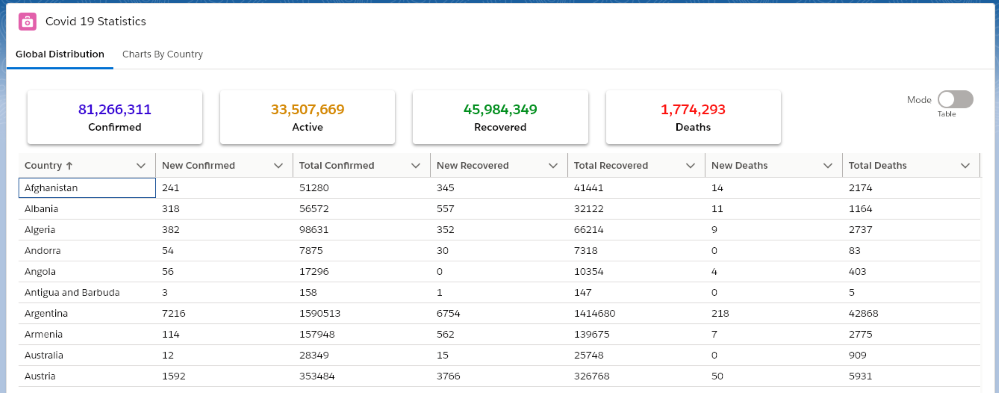 Covid 19 Statistics
Global Distribution Charts By Country
81,266,311 33,507,669 45,984,349 1,774,293
Confirmed Active Recovered Deaths
Mode
Table
Country ↑ New Confirmed Total Confirmed New Recovered Total Recovered New Deaths Total Deaths
Afghanistan 241 51280 345 41441 14 2174
Albania 318 56572 557 32122 11 1164
Algeria 382 98631 352 66214 9 2737
Andorra 54 7875 30 7318 0 83
Angola 56 17296 0 10354 4 403
Antigua and Barbuda 3 158 1 147 0 5
Argentina 7216 1590513 6754 1414680 218 42868
Armenia 114 157948 562 139675 7 2775
Australia 12 28349 15 25748 0 909
Austria 1592 353484 3766 326768 50 5931